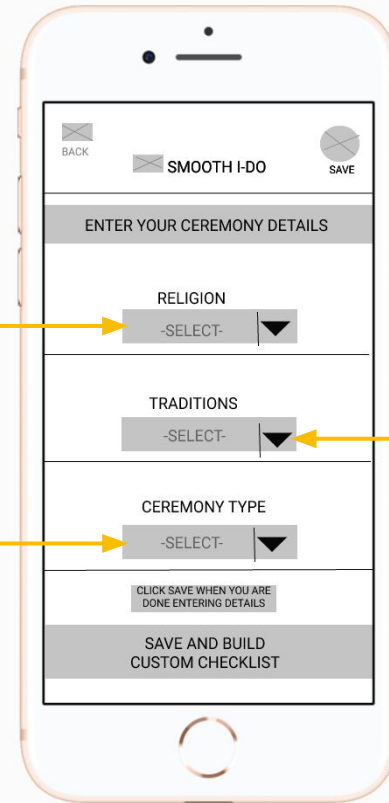 BACK
SMOOTH I-DO
SAVE
ENTER YOUR CEREMONY DETAILS
RELIGION
-SELECT-
TRADITIONS
-SELECT-
CEREMONY TYPE
-SELECT-
CLICK SAVE WHEN YOU ARE
DONE ENTERING DETAILS
SAVE AND BUILD
CUSTOM CHECKLIST